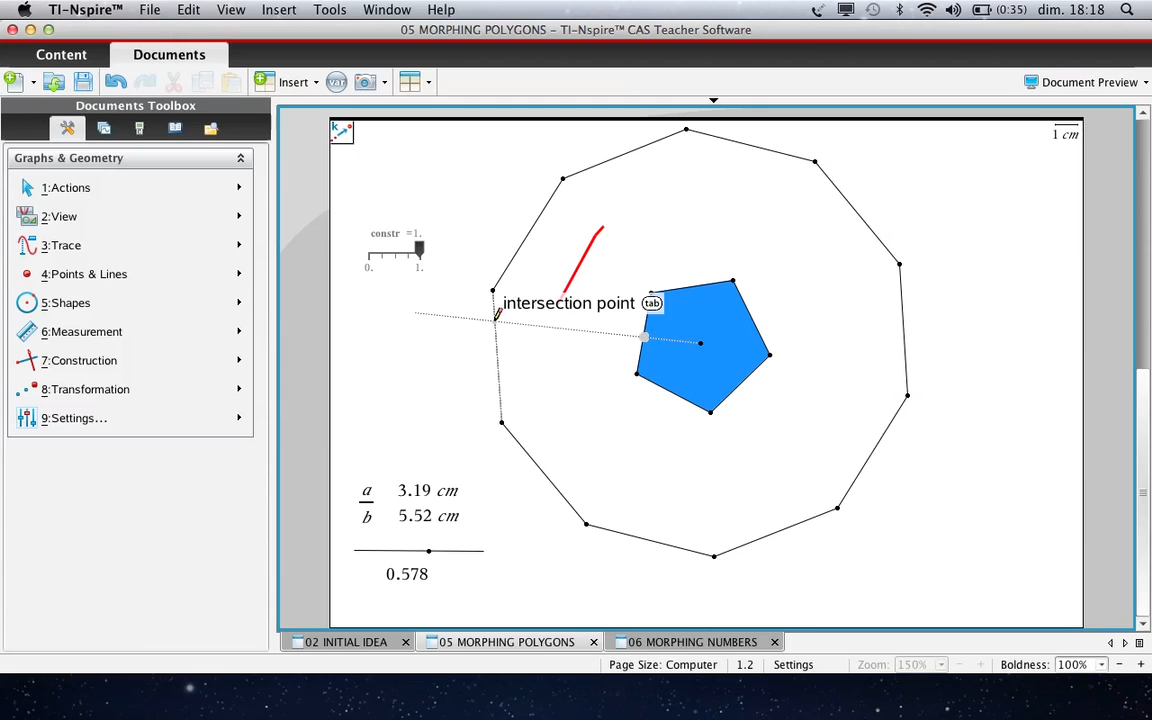 TI-Nspire™ File Edit View Insert Tools Window Help (0:35) dim. 18:18
05 MORPHING POLYGONS – TI-Nspire™ CAS Teacher Software
Content Documents
Insert var Document Preview
Documents Toolbox
Graphs & Geometry
1:Actions
2:View
3:Trace
4:Points & Lines
5:Shapes
6:Measurement
7:Construction
8:Transformation
9:Settings...
k
1 cm
constr =1.
0. 1.
intersection point tab
a 3.19 cm
b 5.52 cm
0.578
02 INITIAL IDEA 05 MORPHING POLYGONS 06 MORPHING NUMBERS
Page Size: Computer 1.2 Settings Zoom: 150% Boldness: 100%